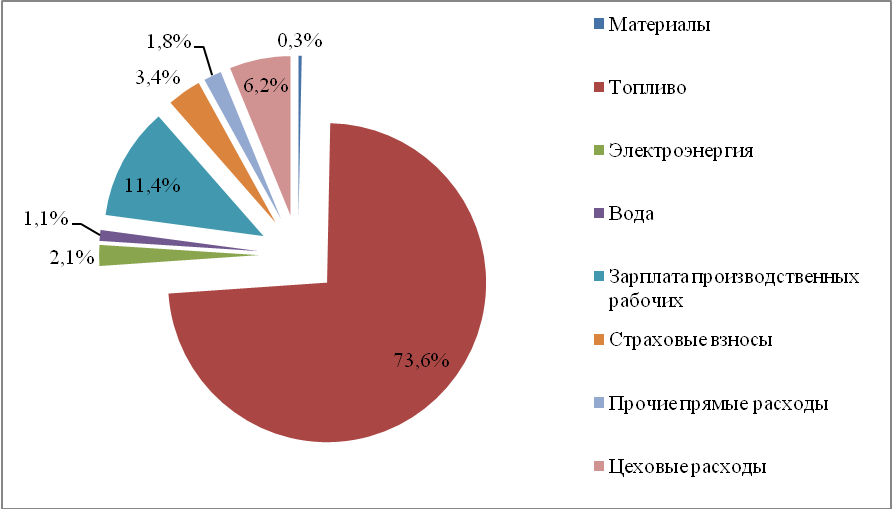 0,3%
1,8%
3,4%
6,2%
11,4%
1,1%
2,1%
73,6%
Материалы
Топливо
Электроэнергия
Вода
Зарплата производственных
рабочих
Страховые взносы
Прочие прямые расходы
Цеховые расходы